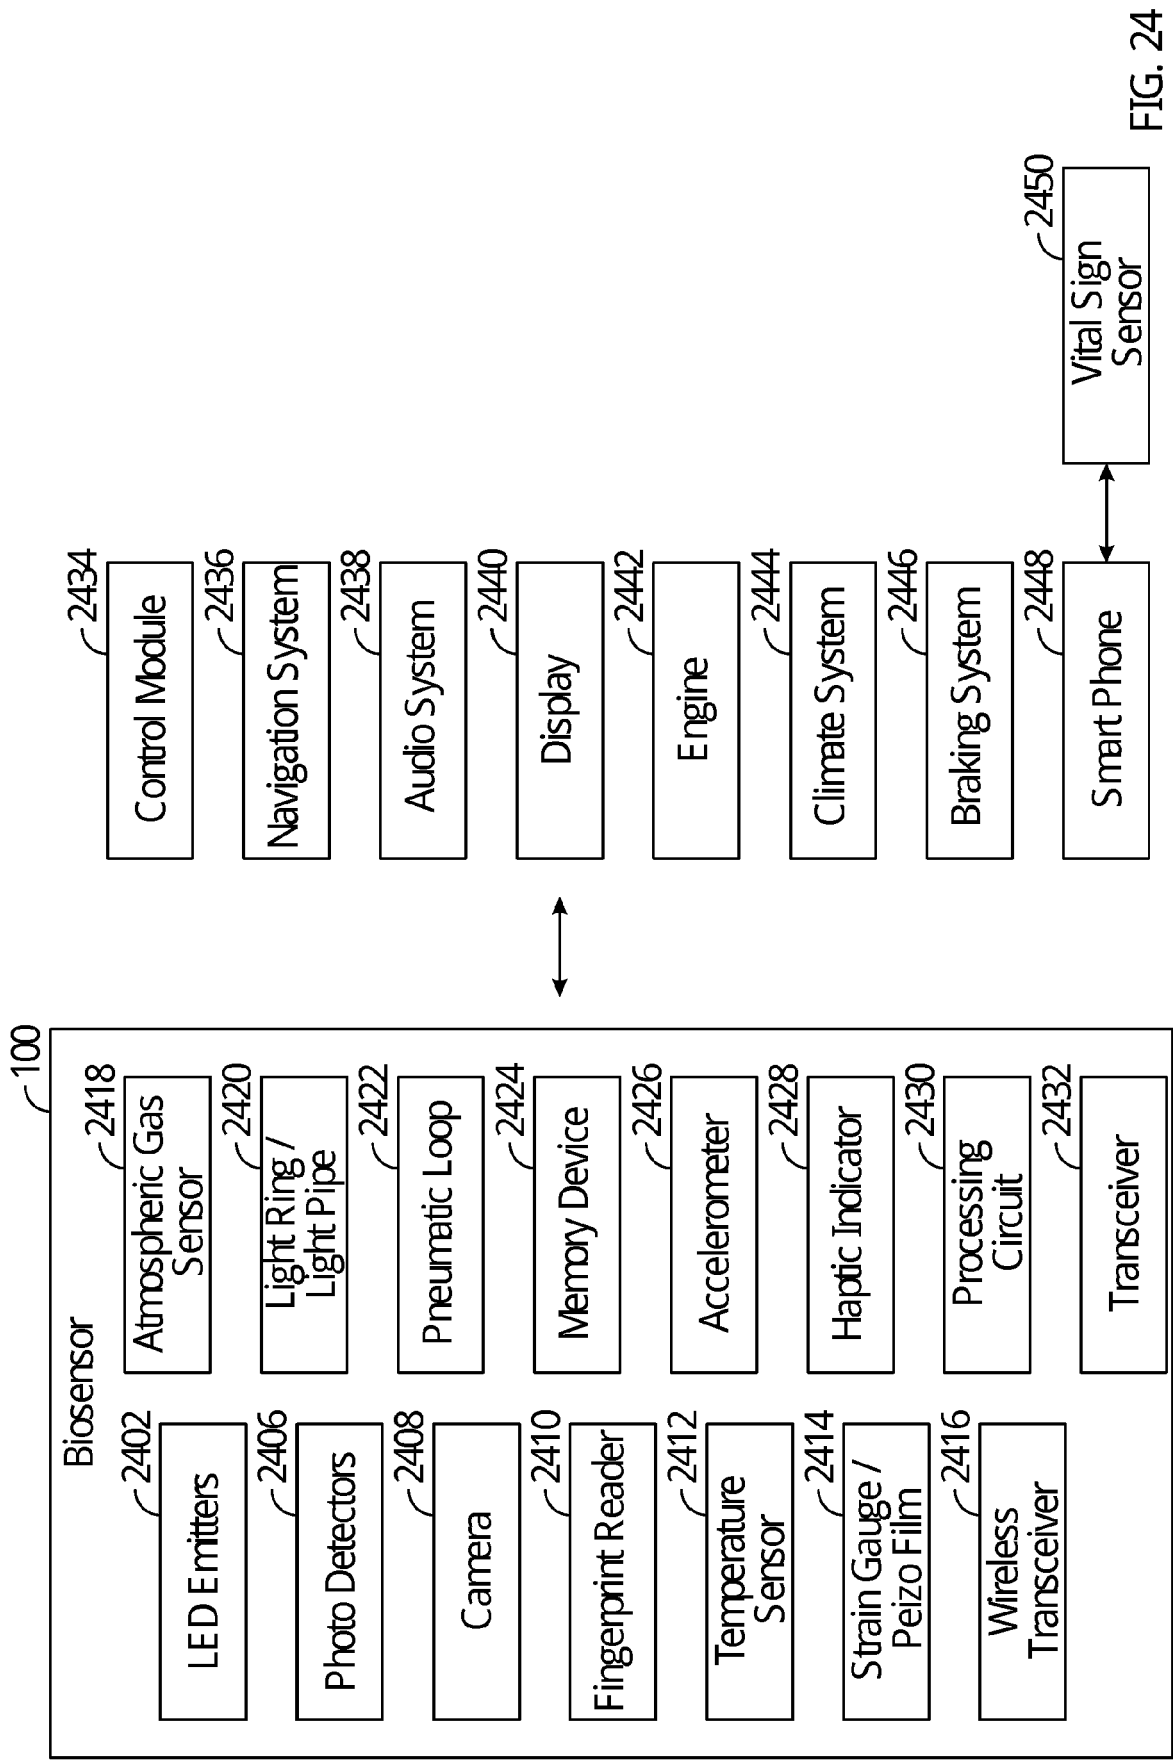 Biosensor
100
2402
LED Emitters
2406
Photo Detectors
2408
Camera
2410
Fingerprint Reader
2412
Temperature
Sensor
2414
Strain Gauge /
Peizo Film
2416
Wireless
Transceiver
2418
Atmospheric Gas
Sensor
2420
Light Ring /
Light Pipe
2422
Pneumatic Loop
2424
Memory Device
2426
Accelerometer
2428
Haptic Indicator
2430
Processing
Circuit
2432
Transceiver
2434
Control Module
2436
Navigation System
2438
Audio System
2440
Display
2442
Engine
2444
Climate System
2446
Braking System
2448
Smart Phone
2450
Vital Sign
Sensor
FIG. 24